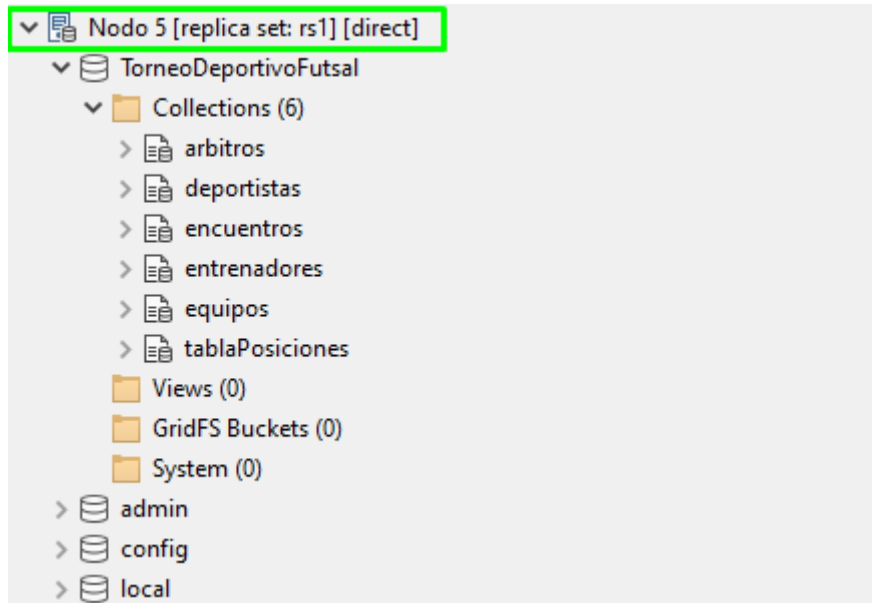 Nodo 5 [replica set: rs1] [direct]
TorneoDeportivoFutsal
Collections (6)
arbitros
deportistas
encuentros
entrenadores
equipos
tablaPosiciones
Views (0)
GridFS Buckets (0)
System (0)
admin
config
local